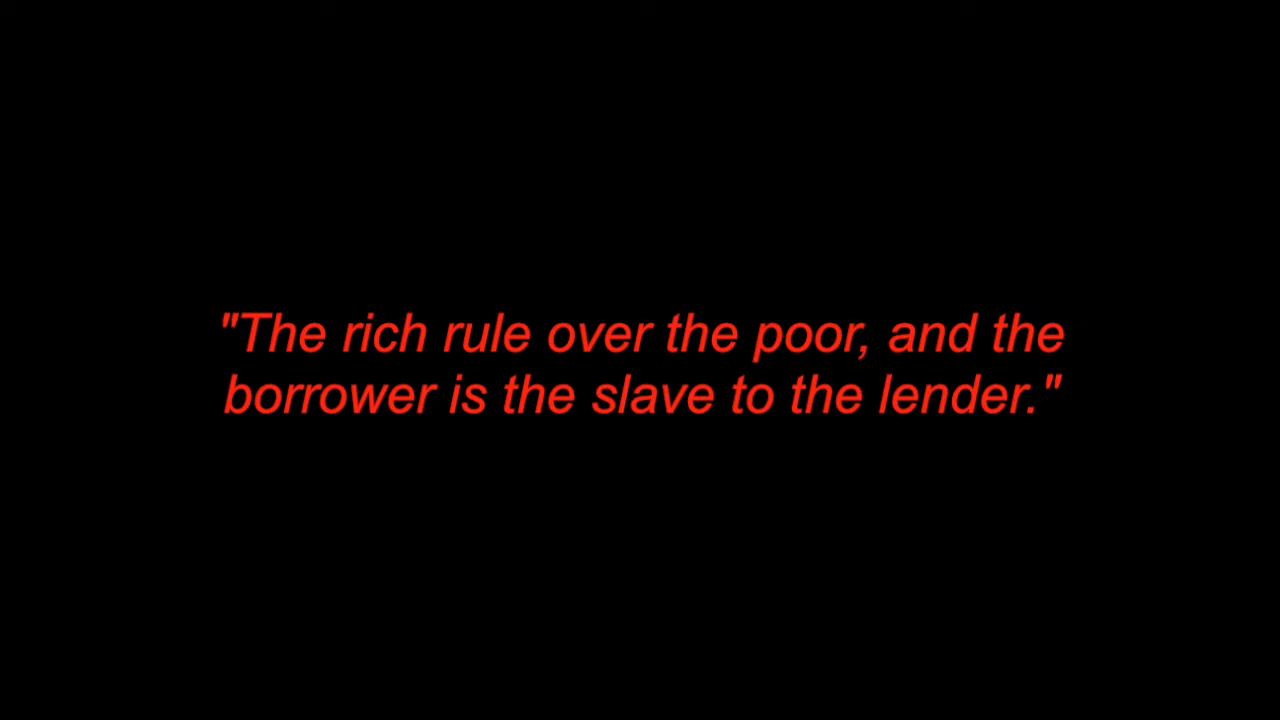 "The rich rule over the poor, and the
borrower is the slave to the lender."